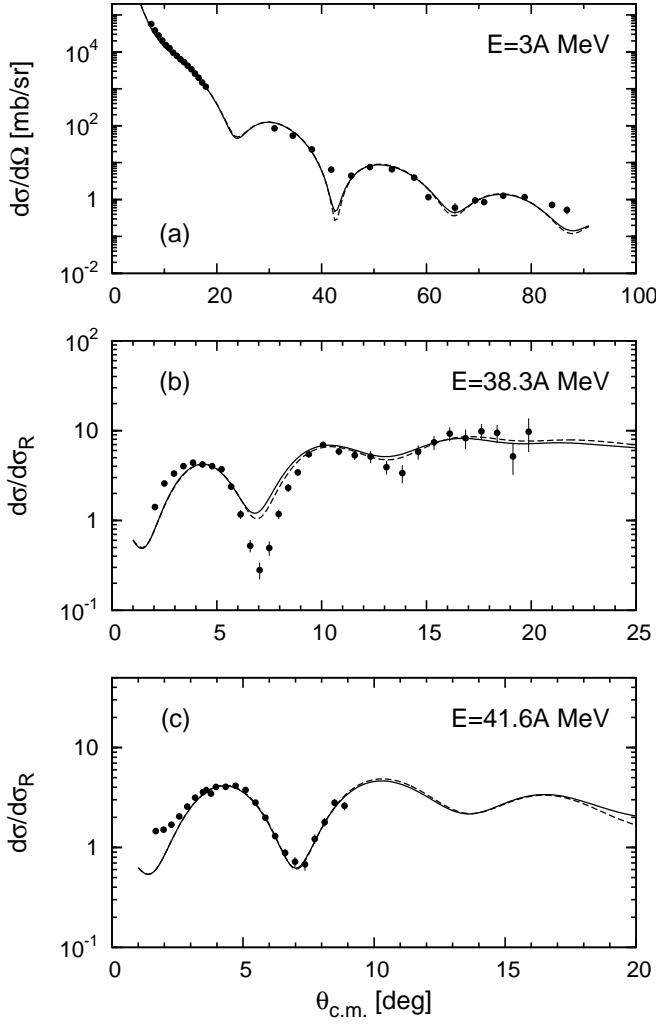 10^4
10^2
1
10^-2
dσ/dΩ [mb/sr]
E=3A MeV
(a)
0 20 40 60 80 100
10^2
10
1
10^-1
dσ/dσ_R
(b)
E=38.3A MeV
0 5 10 15 20 25
10
1
10^-1
dσ/dσ_R
(c)
E=41.6A MeV
0 5 10 15 20
θ_c.m. [deg]